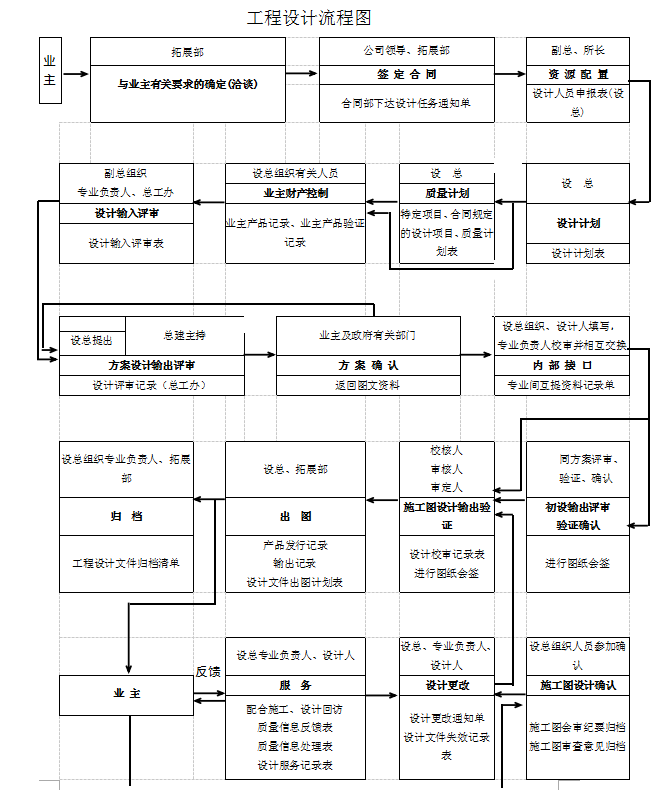 工程设计流程图
业
主
拓展部
与业主有关要求的确定(洽谈)
公司领导、拓展部
签 定 合 同
合同部下达设计任务通知单
副总、所长
资 源 配 置
设计人员申报表(设
总)
副总组织
专业负责人、总工办
设计输入评审
设计输入评审表
设总组织有关人员
业主财产控制
业主产品记录、业主产品验证
记录
设 总
质量计划
特定项目、合同规定
的设计项目、质量计
划表
设 总
设计计划
设计计划表
设总提出
总建主持
方案设计输出评审
设计评审记录（总工办）
业主及政府有关部门
方 案 确 认
返回图文资料
设总组织、设计人填写，
专业负责人校审并相互交换
内 部 接 口
专业间互提资料记录单
设总组织专业负责人、拓展
部
归 档
工程设计文件归档清单
设总、拓展部
出 图
产品发行记录
输出记录
设计文件出图计划表
校核人
审核人
审定人
施工图设计输出验
证
设计校审记录表
进行图纸会签
同方案评审、
验证、确认
初设输出评审
验证确认
进行图纸会签
业 主
反馈
设总专业负责人、设计人
服 务
配合施工、设计回访
质量信息反馈表
质量信息处理表
设计服务记录表
设总、专业负责人、
设计人
设计更改
设计更改通知单
设计文件失效记录
表
设总组织人员参加确
认
施工图设计确认
施工图会审纪要归档
施工图审查意见归档